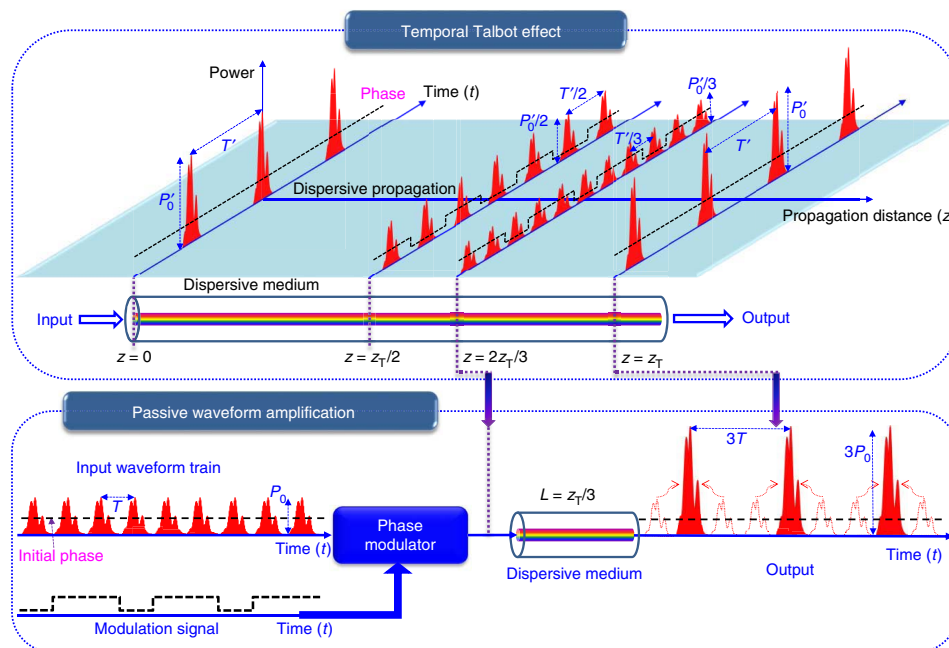 Temporal Talbot effect
Power
Phase
Time (t)
T′
P′0
T′/2
P′0/2
T′/3
P′0/3
T′
P′0
Dispersive propagation
Propagation distance (z
Dispersive medium
Input
Output
z = 0
z = zT/2
z = 2zT/3
z = zT
Passive waveform amplification
Input waveform train
T
P0
Initial phase
Time (t)
Phase
modulator
Modulation signal
Time (t)
L = zT/3
Dispersive medium
3T
3P0
Time (t)
Output